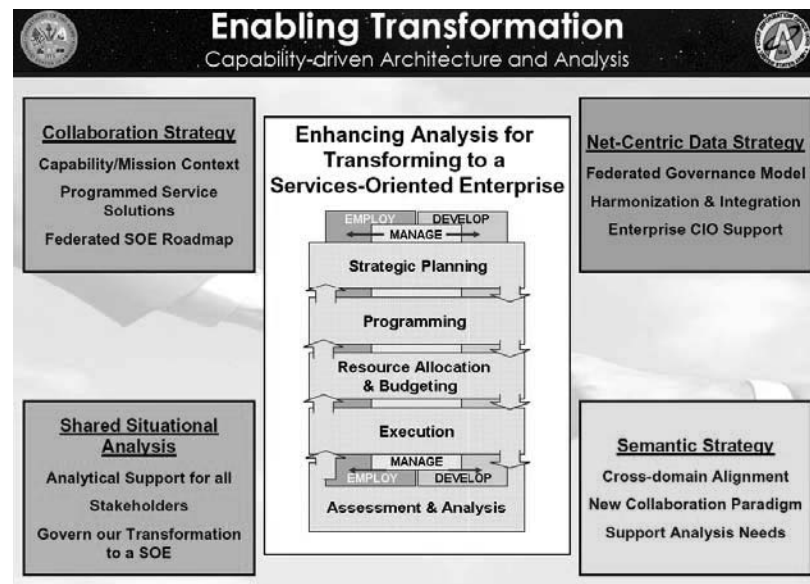 Enabling Transformation
Capability-driven Architecture and Analysis
Collaboration Strategy
Capability/Mission Context
Programmed Service
Solutions
Federated SOE Roadmap
Enhancing Analysis for
Transforming to a
Services-Oriented Enterprise
EMPLOY DEVELOP
MANAGE
Strategic Planning
Programming
Resource Allocation
& Budgeting
Execution
MANAGE
EMPLOY DEVELOP
Assessment & Analysis
Net-Centric Data Strategy
Federated Governance Model
Harmonization & Integration
Enterprise CIO Support
Shared Situational
Analysis
Analytical Support for all
Stakeholders
Govern our Transformation
to a SOE
Semantic Strategy
Cross-domain Alignment
New Collaboration Paradigm
Support Analysis Needs